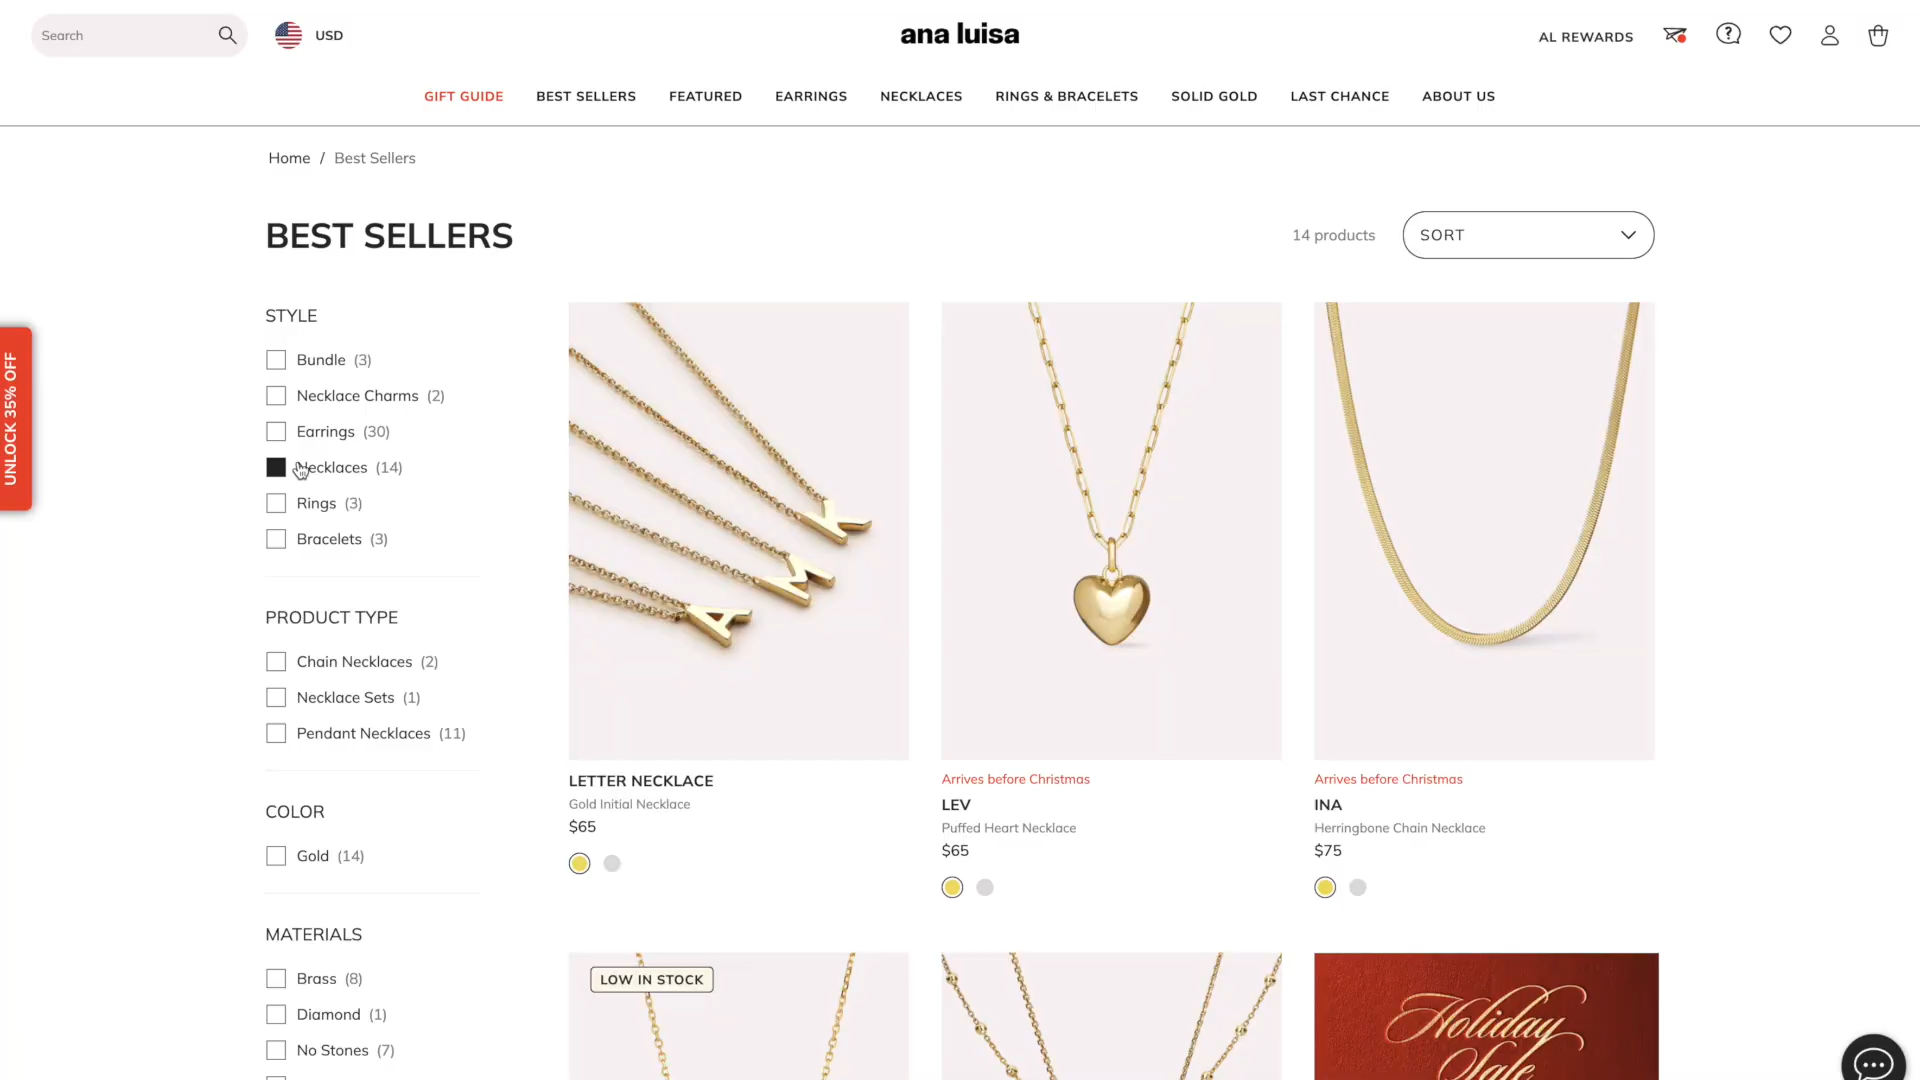 Search
USD
ana luisa
AL REWARDS
GIFT GUIDE
BEST SELLERS
FEATURED
EARRINGS
NECKLACES
RINGS & BRACELETS
SOLID GOLD
LAST CHANCE
ABOUT US
Home / Best Sellers
BEST SELLERS
14 products
SORT
UNLOCK 35% OFF
STYLE
Bundle (3)
Necklace Charms (2)
Earrings (30)
Necklaces (14)
Rings (3)
Bracelets (3)
PRODUCT TYPE
Chain Necklaces (2)
Necklace Sets (1)
Pendant Necklaces (11)
COLOR
Gold (14)
MATERIALS
Brass (8)
Diamond (1)
No Stones (7)
K
M
A
LETTER NECKLACE
Gold Initial Necklace
$65
Arrives before Christmas
LEV
Puffed Heart Necklace
$65
Arrives before Christmas
INA
Herringbone Chain Necklace
$75
LOW IN STOCK
Holiday
Sale